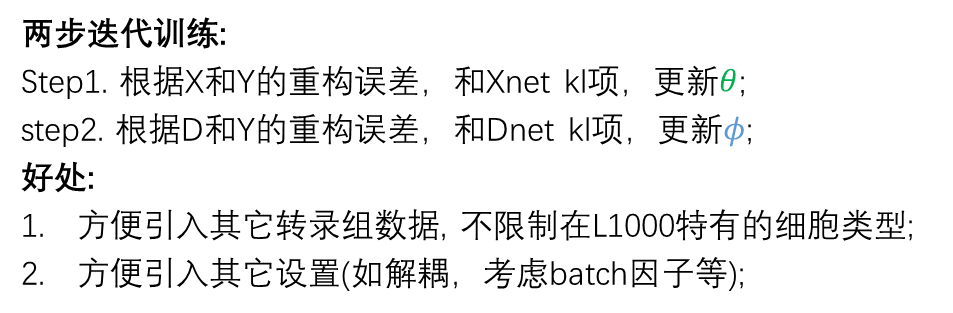 两步迭代训练:
Step1. 根据X和Y的重构误差，和Xnet kl项，更新θ;
step2. 根据D和Y的重构误差，和Dnet kl项，更新ϕ;
好处:
1. 方便引入其它转录组数据, 不限制在L1000特有的细胞类型;
2. 方便引入其它设置(如解耦，考虑batch因子等);